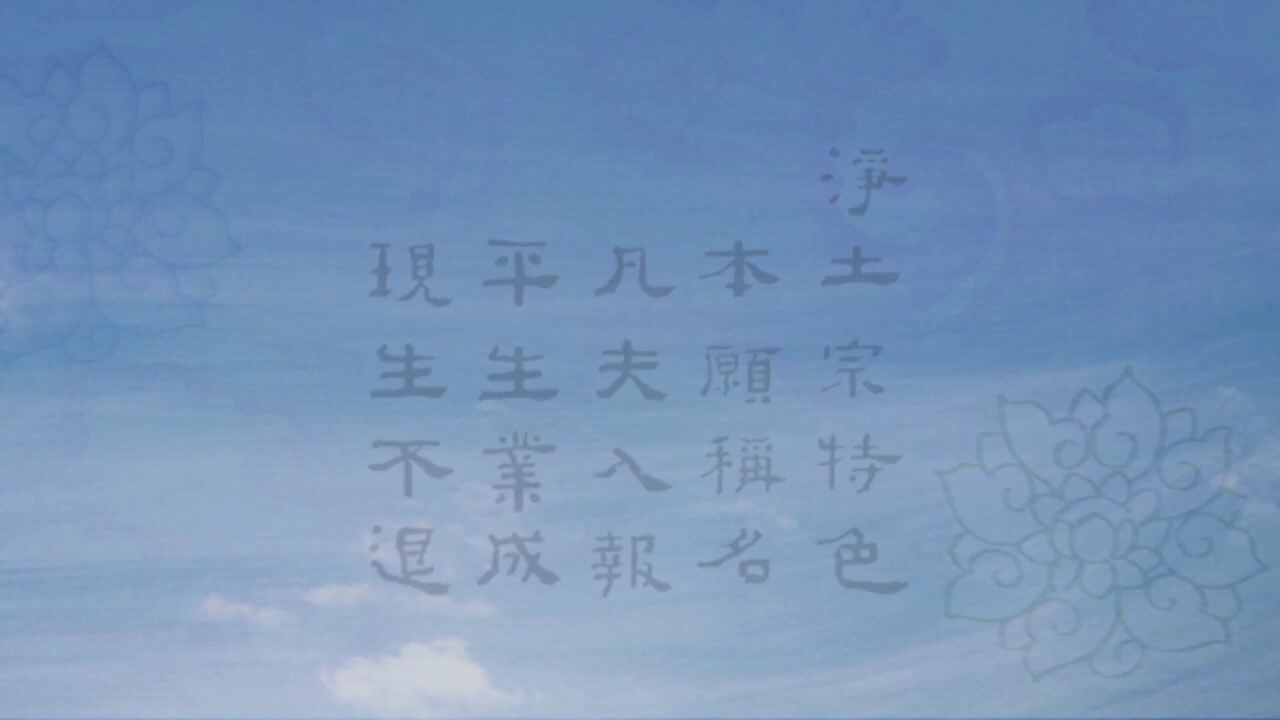 淨土宗特色
本願稱名
凡夫入報
平生業成
現生不退